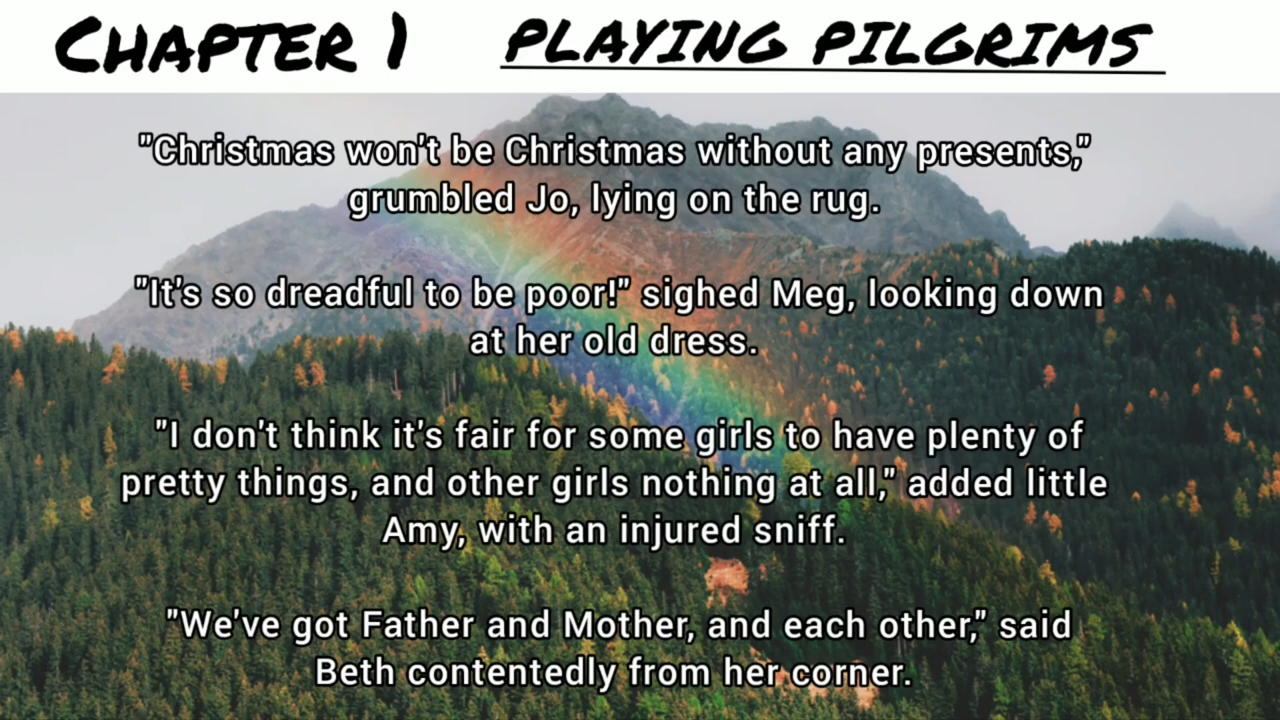 CHAPTER 1 PLAYING PILGRIMS
"Christmas won't be Christmas without any presents,"
grumbled Jo, lying on the rug.
"It's so dreadful to be poor!" sighed Meg, looking down
at her old dress.
"I don't think it's fair for some girls to have plenty of
pretty things, and other girls nothing at all," added little
Amy, with an injured sniff.
"We've got Father and Mother, and each other," said
Beth contentedly from her corner.